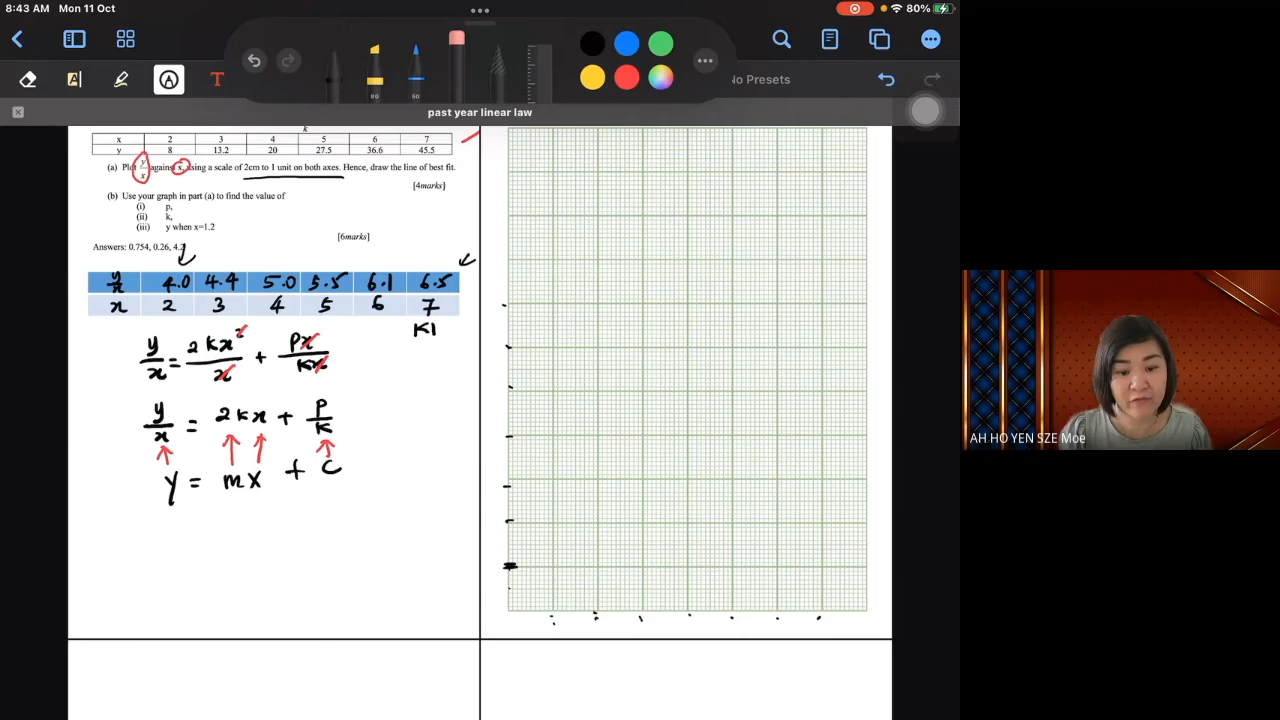 8:43 AM Mon 11 Oct
80%
No Presets
past year linear law
k
x 2 3 4 5 6 7
y 8 13.2 20 27.5 36.6 45.5
(a) Plot y/x against x, using a scale of 2cm to 1 unit on both axes. Hence, draw the line of best fit.
[4marks]
(b) Use your graph in part (a) to find the value of
(i) p,
(ii) k,
(iii) y when x=1.2
[6marks]
Answers: 0.754, 0.26, 4.
y/x 4.0 4.4 5.0 5.5 6.1 6.5
x 2 3 4 5 6 7
K1
y/x = 2kx²/x + px/kx
y/x = 2kx + p/k
Y = mX + C
AH HO YEN SZE Moe